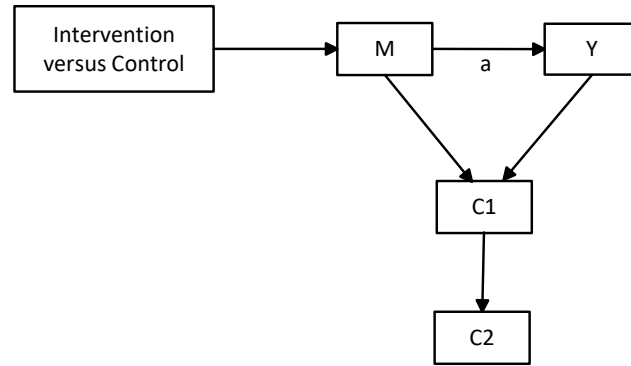 Intervention
versus Control
M
a
Y
C1
C2